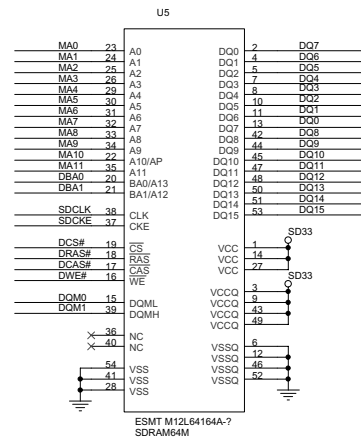 U5
MA0 23 A0 DQ0 2 DQ7
MA1 24 A1 DQ1 4 DQ6
MA2 25 A2 DQ2 5 DQ5
MA3 26 A3 DQ3 7 DQ4
MA4 29 A4 DQ4 8 DQ3
MA5 30 A5 DQ5 10 DQ2
MA6 31 A6 DQ6 11 DQ1
MA7 32 A7 DQ7 13 DQ0
MA8 33 A8 DQ8 42 DQ8
MA9 34 A9 DQ9 44 DQ9
MA10 22 A10/AP DQ10 45 DQ10
MA11 35 A11 DQ11 47 DQ11
DBA0 20 BA0/A13 DQ12 48 DQ12
DBA1 21 BA1/A12 DQ13 50 DQ13
DQ14 51 DQ14
SDCLK 38 CLK DQ15 53 DQ15
SDCKE 37 CKE
SD33
DCS# 19 CS VCC 1
DRAS# 18 RAS VCC 14
DCAS# 17 CAS VCC 27
DWE# 16 WE
SD33
VCCQ 3
DQM0 15 DQML VCCQ 9
DQM1 39 DQMH VCCQ 43
VCCQ 49
36 NC
40 NC VSSQ 6
VSSQ 12
54 VSS VSSQ 46
41 VSS VSSQ 52
28 VSS
ESMT M12L64164A-?
SDRAM64M